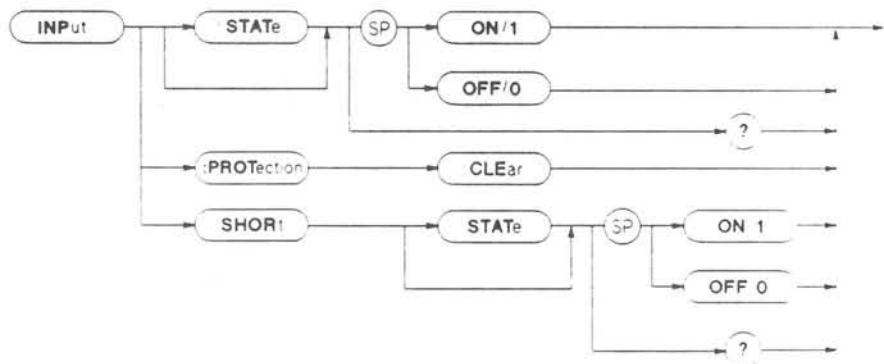 INPut STATe SP ON/1
OFF/0
?
:PROTection CLEar
SHORt STATe SP ON 1
OFF 0
?